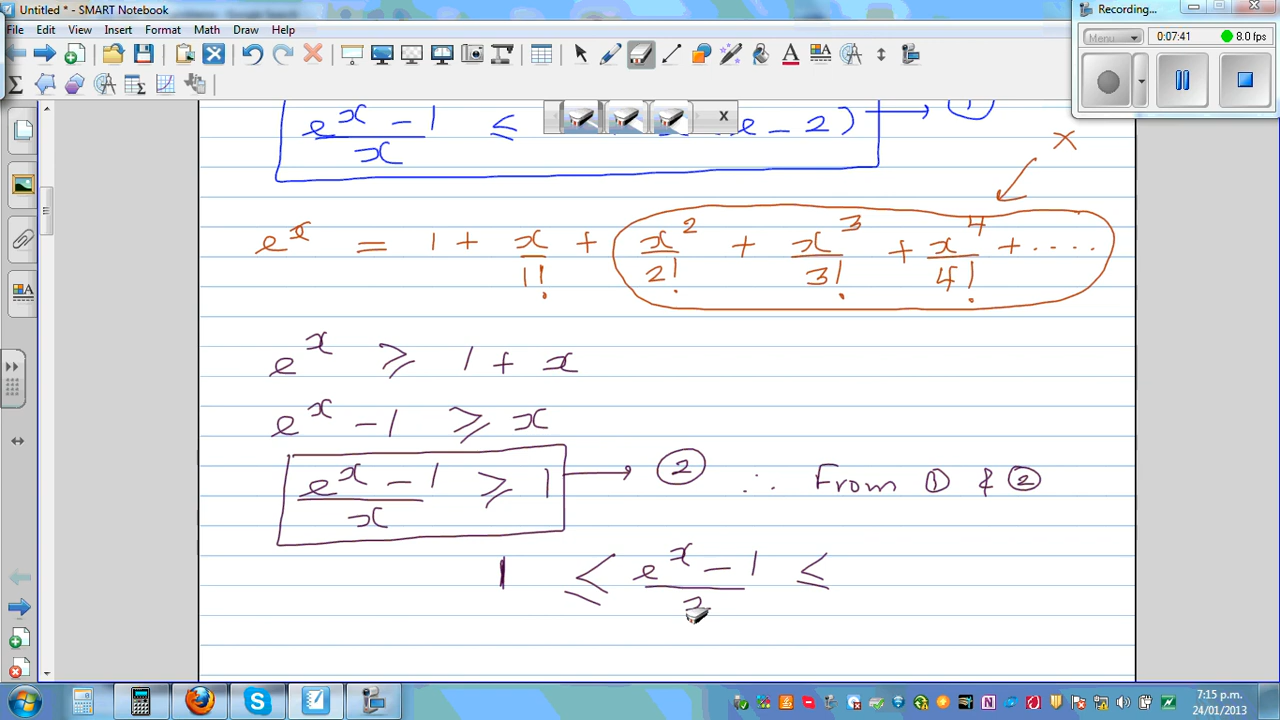 Untitled * - SMART Notebook
Recording...
File Edit View Insert Format Math Draw Help
Menu 0:07:41 8.0 fps
e^x - 1 / x ≤ e - 2) → 1
x
e^x = 1 + x/1! + x^2/2! + x^3/3! + x^4/4! + ....
e^x ≥ 1 + x
e^x - 1 ≥ x
e^x - 1 / x ≥ 1 → 2 ∴ From 1 & 2
1 ≤ e^x - 1 ≤
7:15 p.m.
24/01/2013